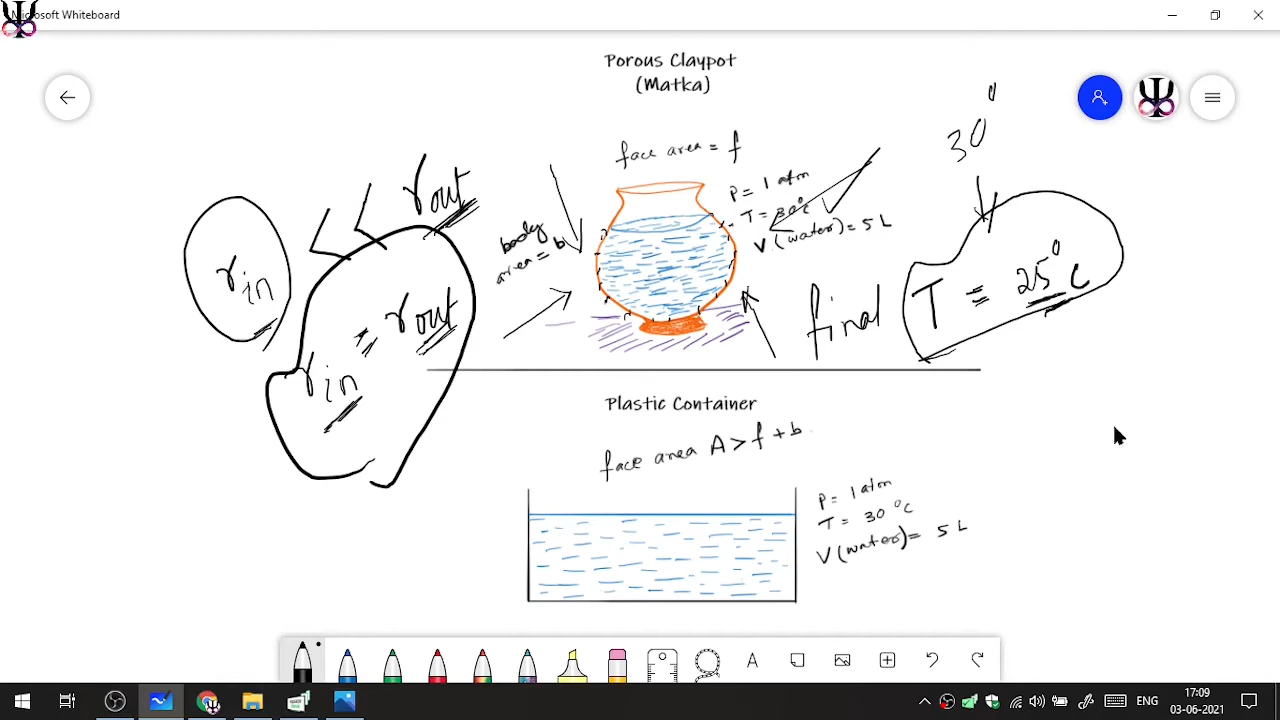 Microsoft Whiteboard
Porous Claypot
(Matka)
face area = f
P = 1 atm
T = 30°C
V (water) = 5 L
body
area = b
r in
r out
r in = r out
30°
final T = 25°C
Plastic Container
face area A > f + b
P = 1 atm
T = 30 °C
V (water) = 5 L
A
ENG
17:09
03-06-2021